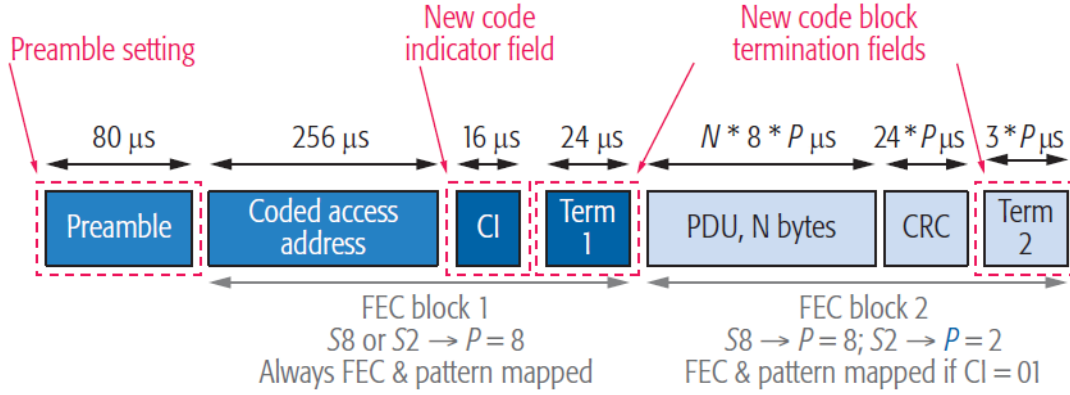 Preamble setting
New code
indicator field
New code block
termination fields
80 μs
256 μs
16 μs
24 μs
N * 8 * P μs
24 * P μs
3 * P μs
Preamble
Coded access
address
CI
Term
1
PDU, N bytes
CRC
Term
2
FEC block 1
S8 or S2 → P = 8
Always FEC & pattern mapped
FEC block 2
S8 → P = 8; S2 → P = 2
FEC & pattern mapped if CI = 01